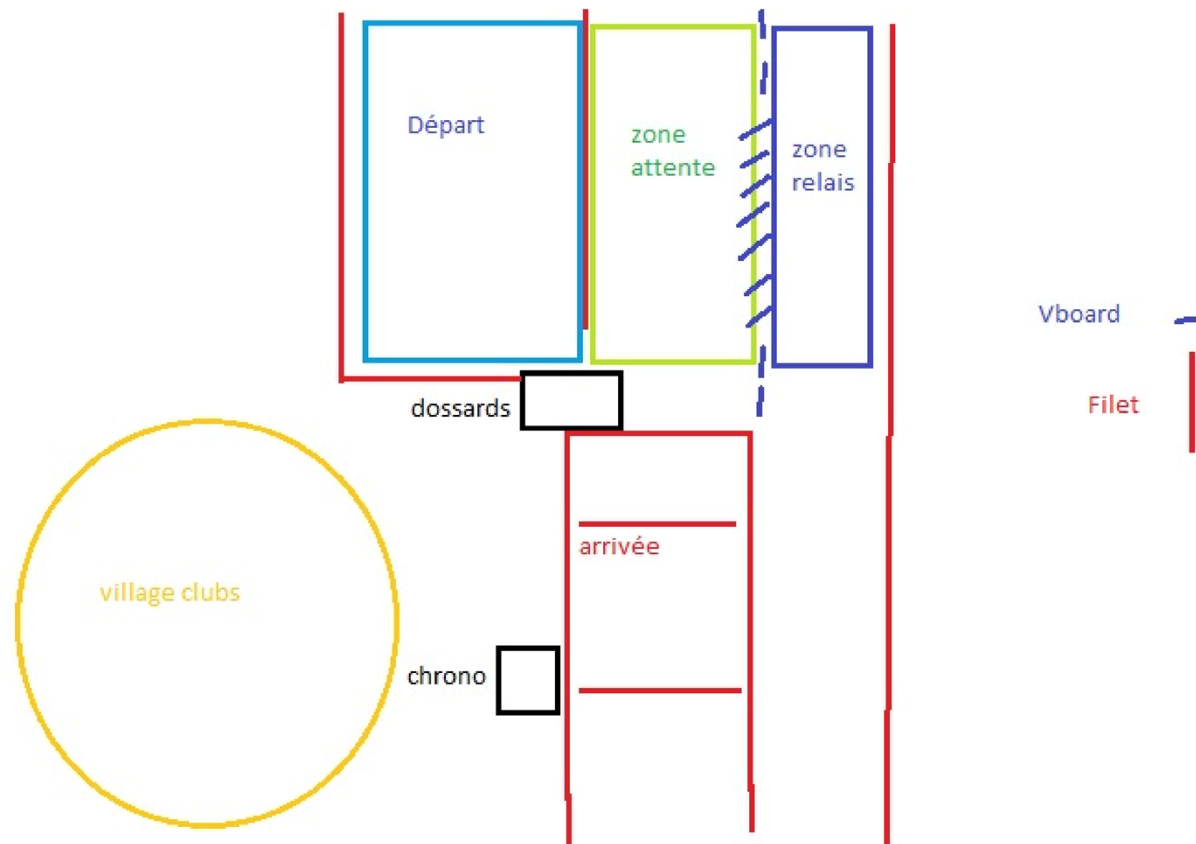 Départ
zone
attente
zone
relais
Vboard
Filet
dossards
arrivée
village clubs
chrono